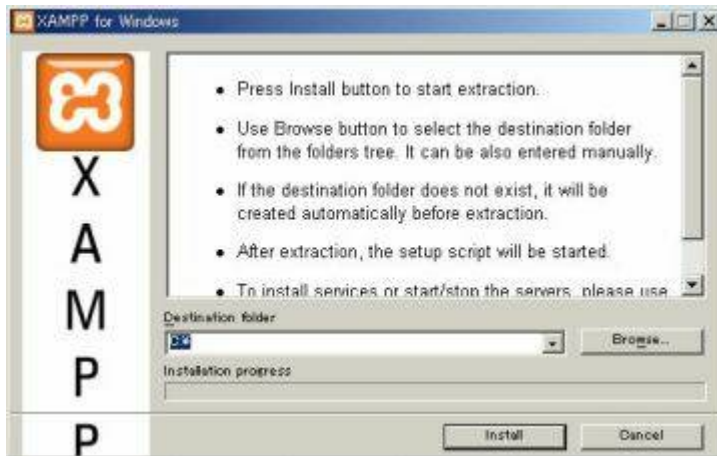 XAMPP for Windows
X
A
M
P
P
• Press Install button to start extraction.
• Use Browse button to select the destination folder
from the folders tree. It can be also entered manually.
• If the destination folder does not exist, it will be
created automatically before extraction.
• After extraction, the setup script will be started.
• To install services or start/stop the servers, please use
Destination folder
C:¥
Browse...
Installation progress
Install
Cancel